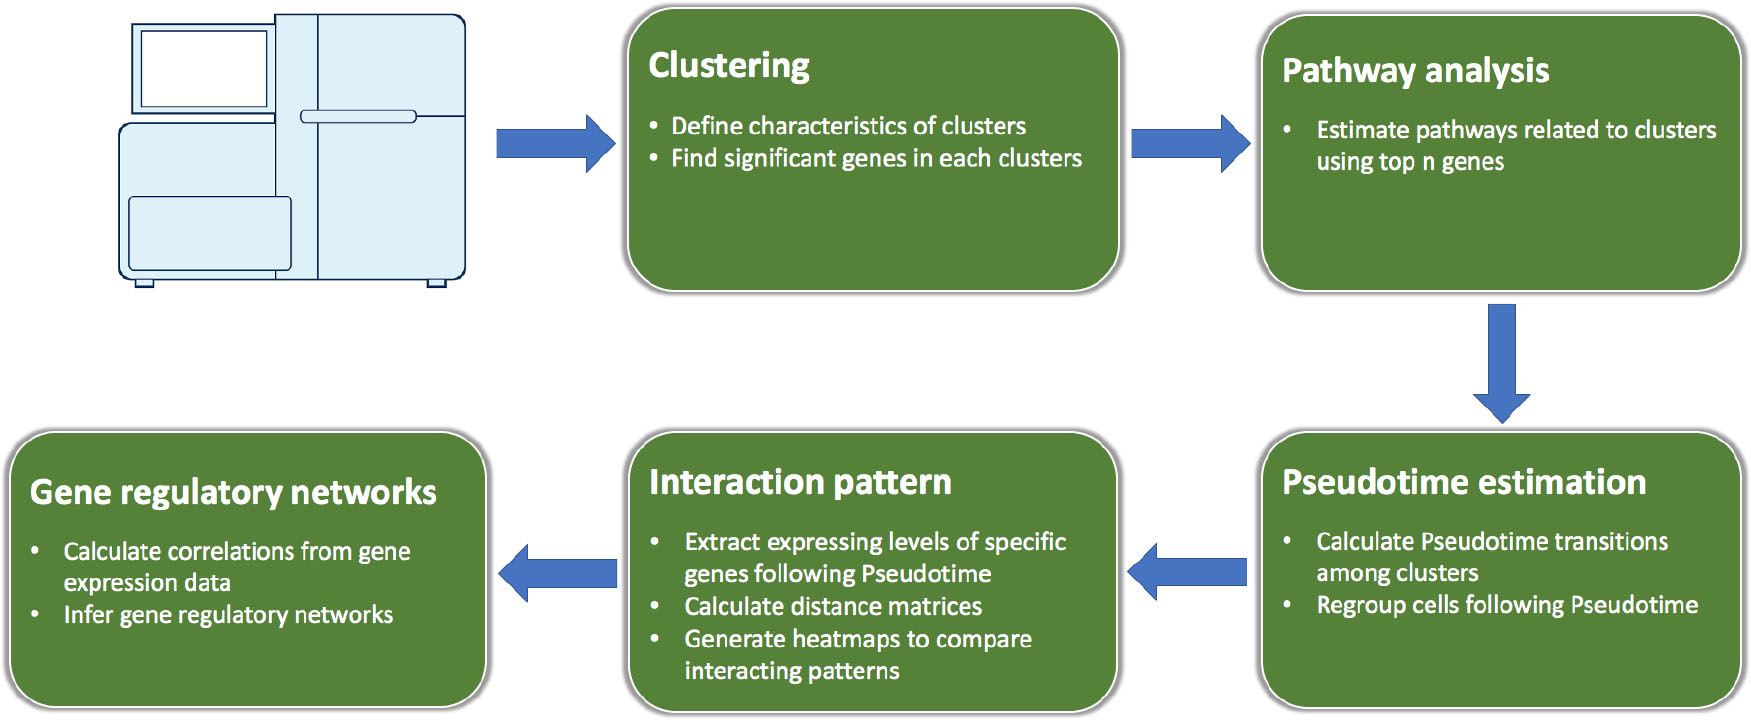 Clustering
• Define characteristics of clusters
• Find significant genes in each clusters
Pathway analysis
• Estimate pathways related to clusters
using top n genes
Pseudotime estimation
• Calculate Pseudotime transitions
among clusters
• Regroup cells following Pseudotime
Interaction pattern
• Extract expressing levels of specific
genes following Pseudotime
• Calculate distance matrices
• Generate heatmaps to compare
interacting patterns
Gene regulatory networks
• Calculate correlations from gene
expression data
• Infer gene regulatory networks